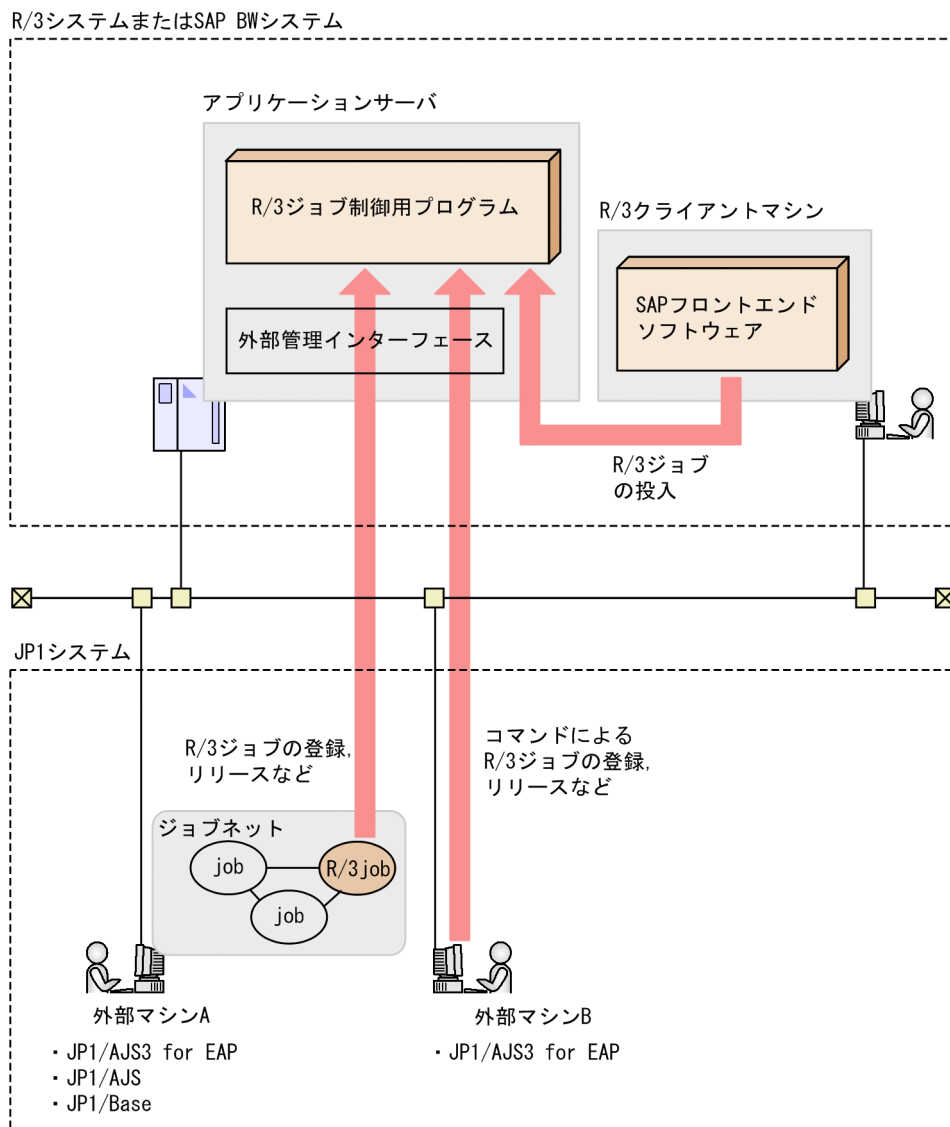 R/3システムまたはSAP BWシステム
アプリケーションサーバ
R/3ジョブ制御用プログラム
R/3クライアントマシン
SAPフロントエンド
ソフトウェア
外部管理インターフェース
R/3ジョブ
の投入
JP1システム
R/3ジョブの登録,
リリースなど
コマンドによる
R/3ジョブの登録,
リリースなど
ジョブネット
job
R/3job
job
外部マシンA
・JP1/AJS3 for EAP
・JP1/AJS
・JP1/Base
外部マシンB
・JP1/AJS3 for EAP